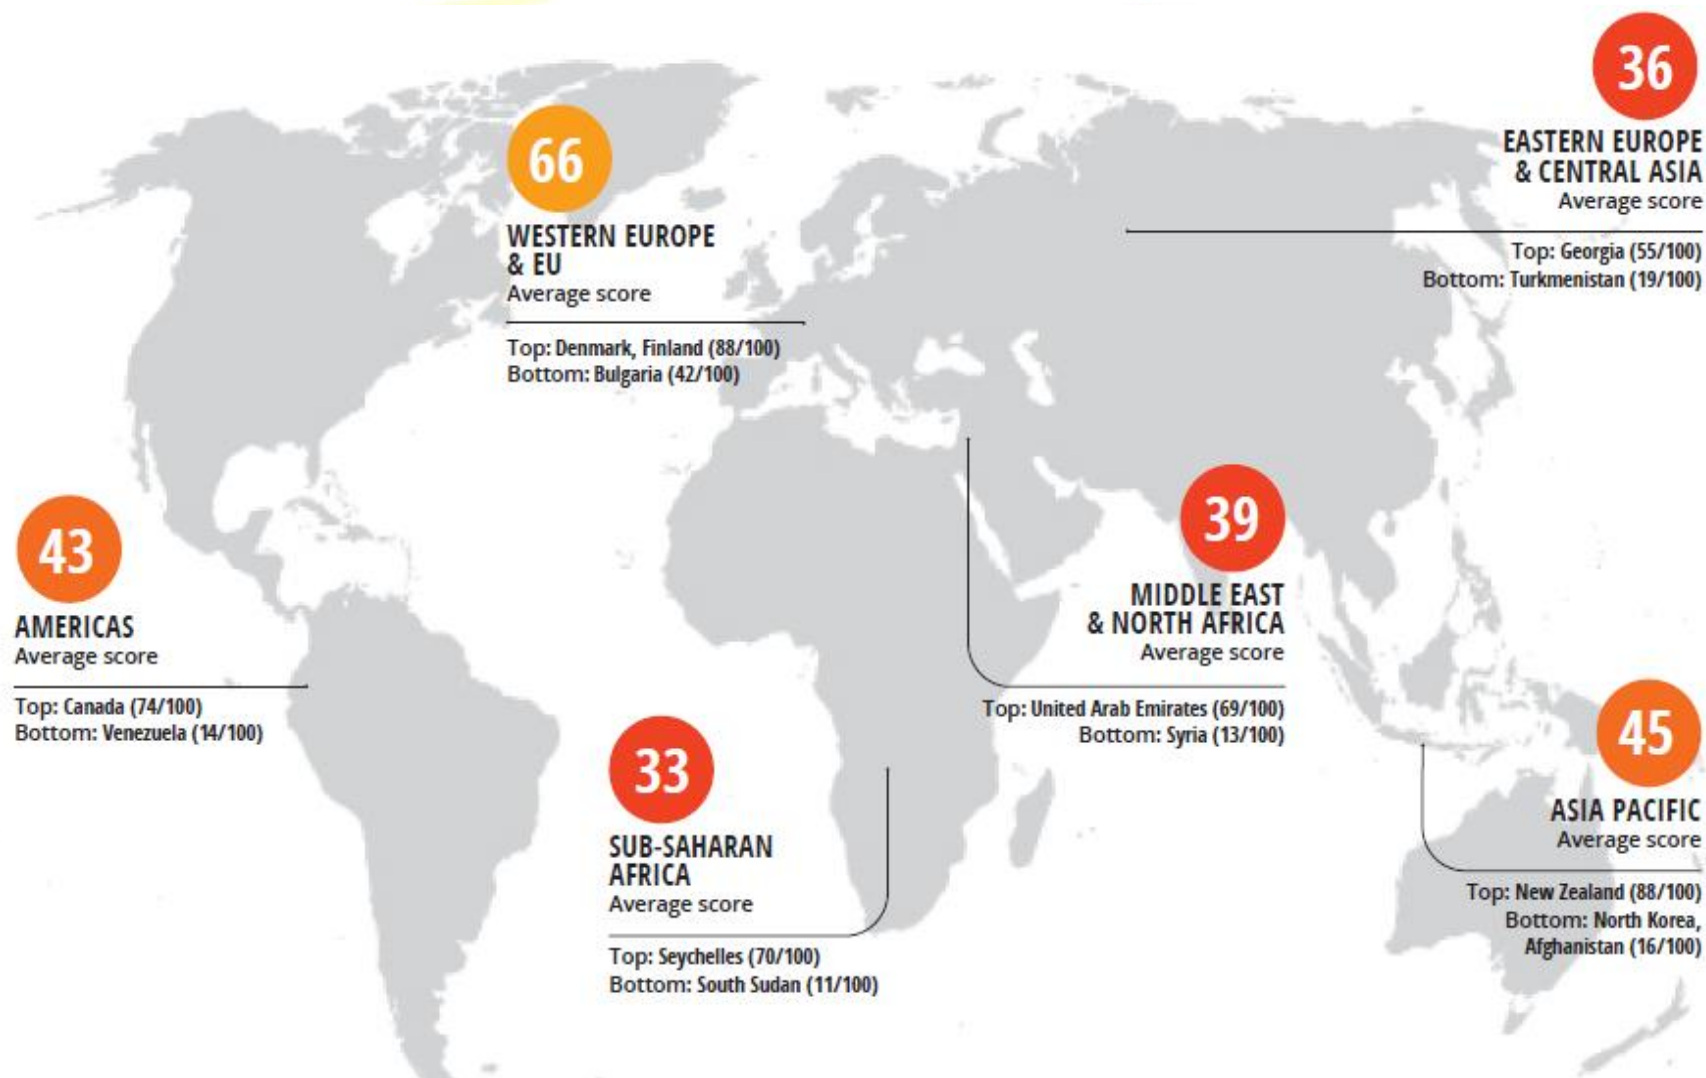 36
EASTERN EUROPE
& CENTRAL ASIA
Average score
Top: Georgia (55/100)
Bottom: Turkmenistan (19/100)
66
WESTERN EUROPE
& EU
Average score
Top: Denmark, Finland (88/100)
Bottom: Bulgaria (42/100)
43
AMERICAS
Average score
Top: Canada (74/100)
Bottom: Venezuela (14/100)
39
MIDDLE EAST
& NORTH AFRICA
Average score
Top: United Arab Emirates (69/100)
Bottom: Syria (13/100)
33
SUB-SAHARAN
AFRICA
Average score
Top: Seychelles (70/100)
Bottom: South Sudan (11/100)
45
ASIA PACIFIC
Average score
Top: New Zealand (88/100)
Bottom: North Korea,
Afghanistan (16/100)